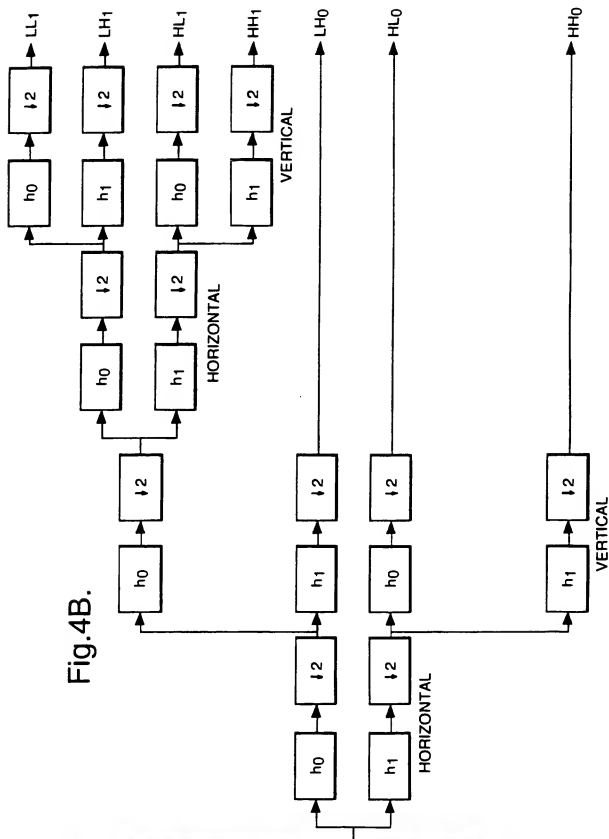 h0 ↓2 LL1
h0 ↓2 h1 ↓2 LH1
h0 ↓2
h1 ↓2 h0 ↓2 HL1
h1 ↓2 HH1
HORIZONTAL
VERTICAL
Fig.4B.
h0 ↓2 h1 ↓2 LH0
h1 ↓2 h0 ↓2 HL0
HORIZONTAL
h1 ↓2 HH0
VERTICAL